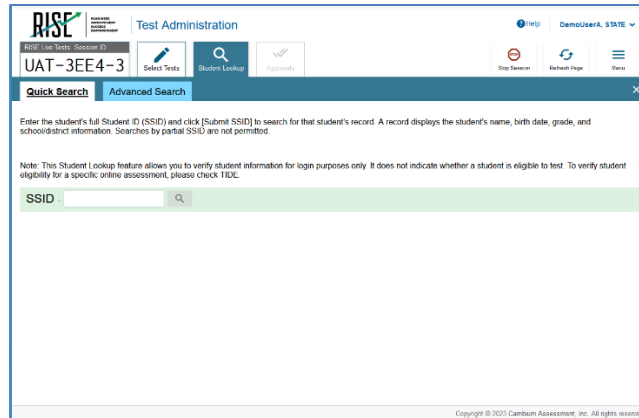 RISE
READINESS
IMPROVEMENT
SUCCESS
EMPOWERMENT
Test Administration
Help
DemoUserA, STATE
RISE Live Tests Session ID
UAT-3EE4-3
Select Tests
Student Lookup
Approvals
Stop Session
Refresh Page
Menu
Quick Search
Advanced Search
Enter the student's full Student ID (SSID) and click [Submit SSID] to search for that student's record. A record displays the student's name, birth date, grade, and
school/district information. Searches by partial SSID are not permitted.
Note: This Student Lookup feature allows you to verify student information for login purposes only. It does not indicate whether a student is eligible to test. To verify student
eligibility for a specific online assessment, please check TIDE.
SSID :
Copyright © 2023 Cambium Assessment, Inc. All rights reserve